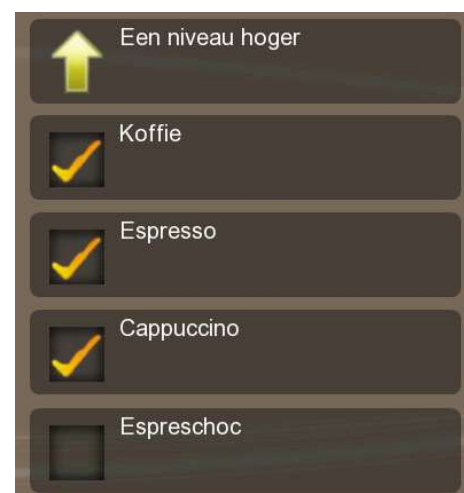 Een niveau hoger
Koffie
Espresso
Cappuccino
Espreschoc